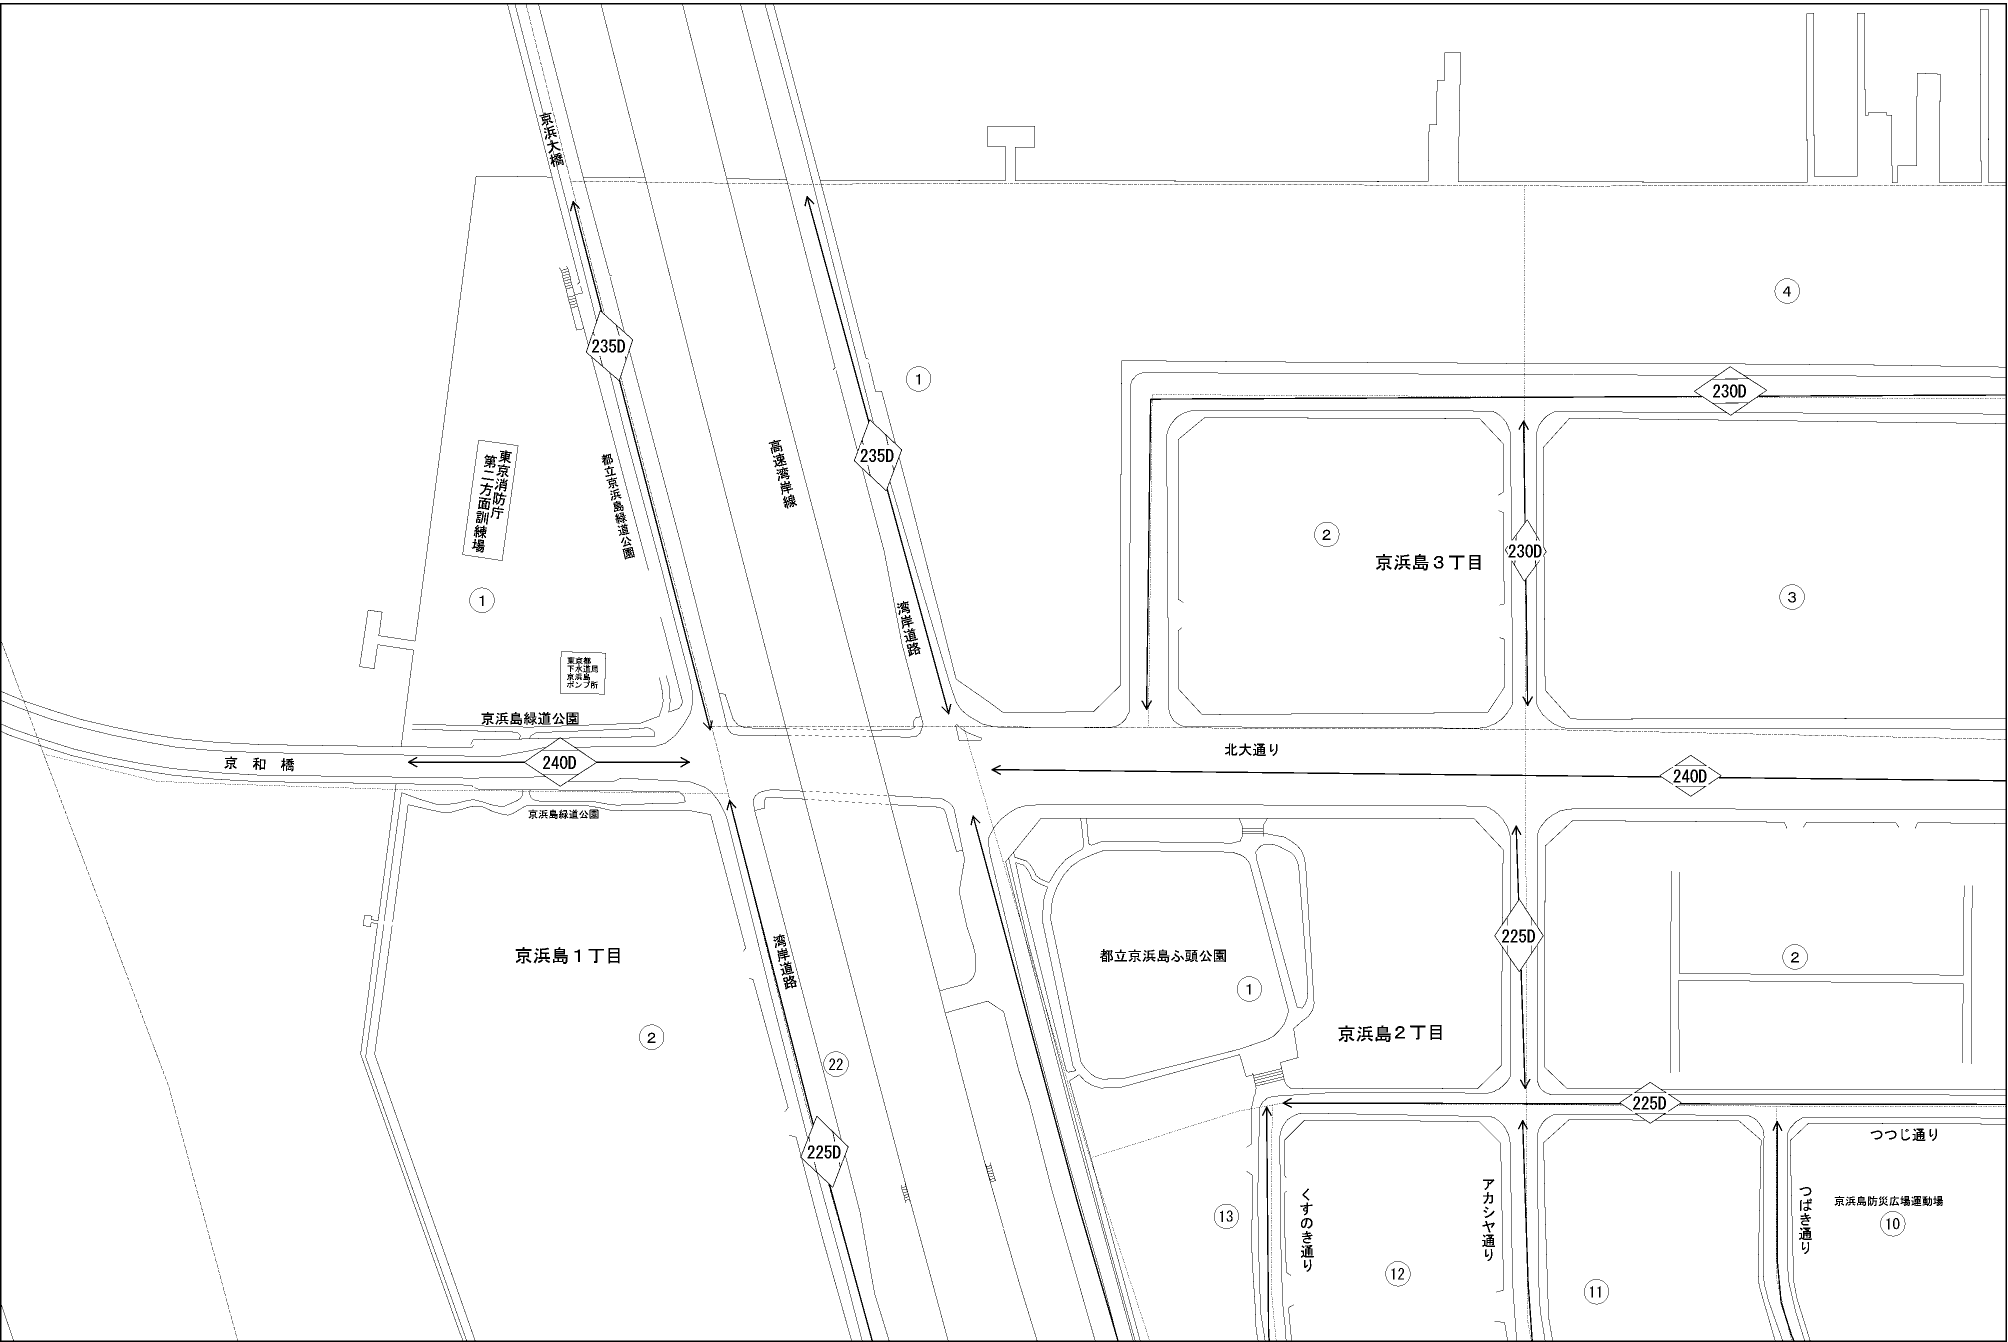 京浜大橋
④
235D
①
230D
235D
高速湾岸線
東京消防庁
第二方面訓練場
都立京浜島緑道公園
②
230D
京浜島３丁目
①
③
湾岸道路
東京都
下水道局
京浜島
ポンプ所
京浜島緑道公園
北大通り
京和橋
240D
240D
京浜島緑道公園
225D
湾岸道路
京浜島１丁目
都立京浜島ふ頭公園
②
①
京浜島２丁目
②
㉒
225D
225D
つつじ通り
くすのき通り
アカシヤ通り
つばき通り
京浜島防災広場運動場
⑬
⑩
⑫
⑪